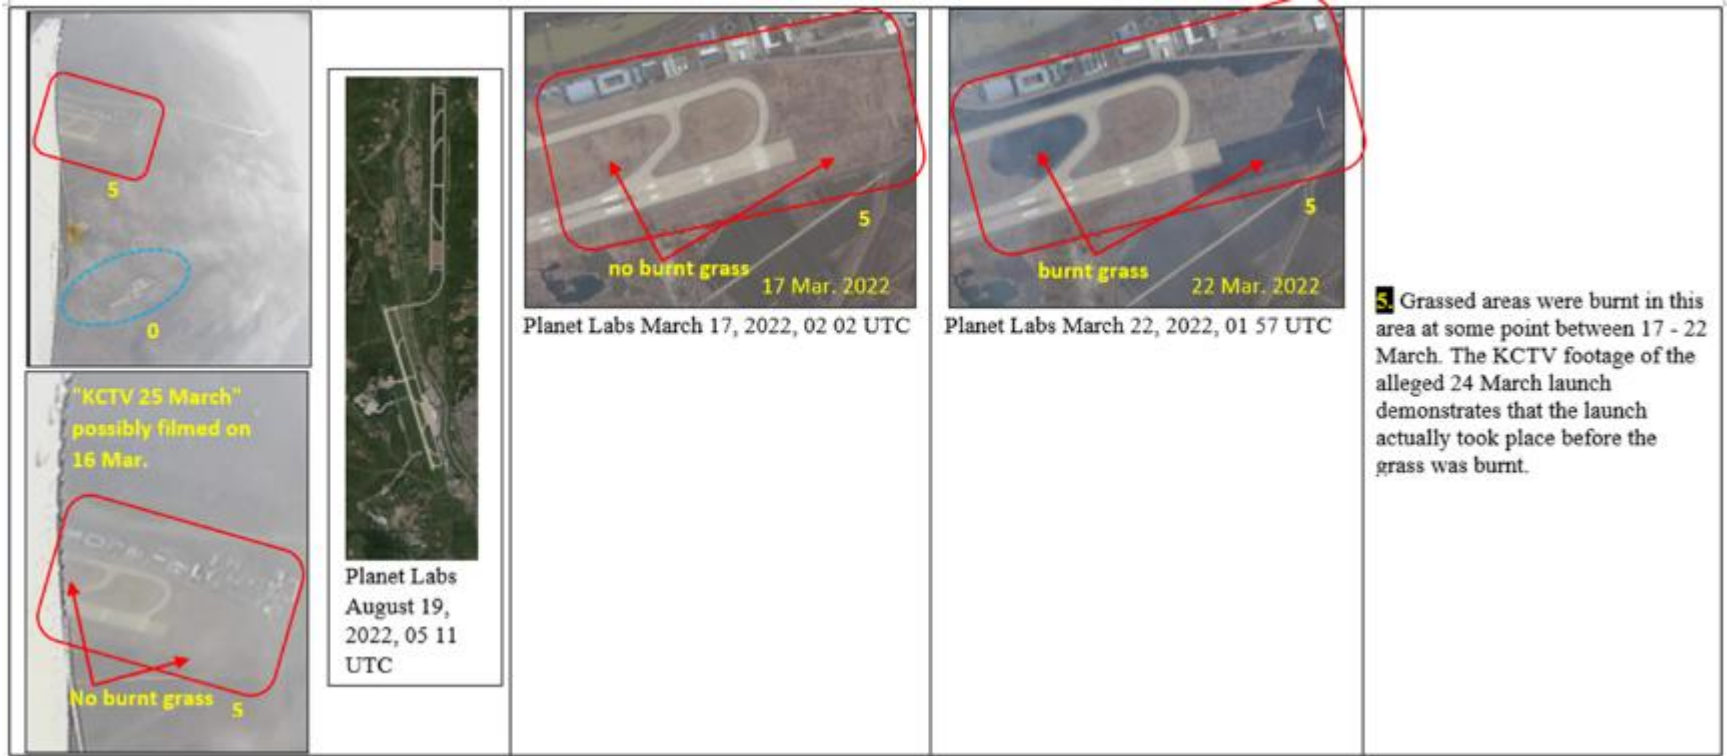 5
0
"KCTV 25 March"
possibly filmed on
16 Mar.
No burnt grass
5
Planet Labs
August 19,
2022, 05 11
UTC
5
no burnt grass
17 Mar. 2022
Planet Labs March 17, 2022, 02 02 UTC
5
burnt grass
22 Mar. 2022
Planet Labs March 22, 2022, 01 57 UTC
5. Grassed areas were burnt in this
area at some point between 17 - 22
March. The KCTV footage of the
alleged 24 March launch
demonstrates that the launch
actually took place before the
grass was burnt.